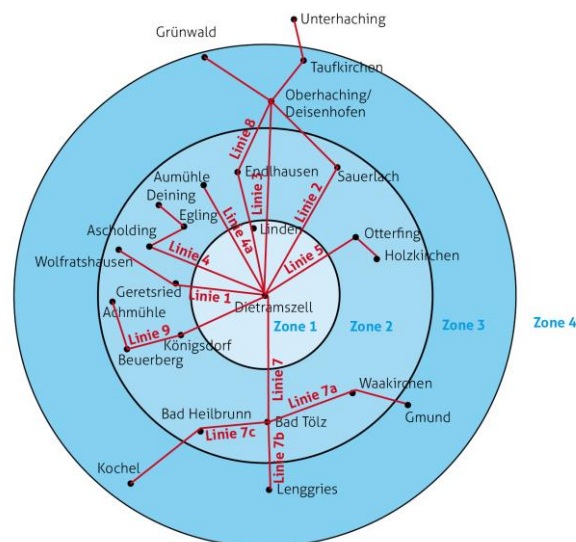 Unterhaching
Grünwald
Taufkirchen
Oberhaching/
Deisenhofen
Linie 8
Linie 3
Linie 2
Aumühle
Endlhausen
Sauerlach
Deining
Egling
Linie 4a
Linden
Ascholding
Otterfing
Linie 4
Linie 5
Holzkirchen
Wolfratshausen
Geretsried
Linie 1
Achmühle
Dietramszell
Zone 1
Zone 2
Zone 3
Zone 4
Linie 9
Königsdorf
Beuerberg
Linie 7
Linie 7a
Waakirchen
Bad Heilbrunn
Gmund
Bad Tölz
Linie 7c
Linie 7b
Kochel
Lenggries